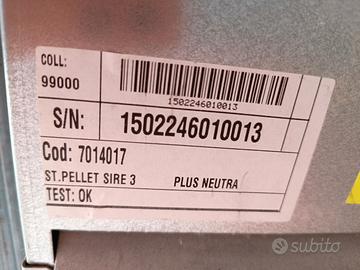 COLL:
99000
1502246010013
S/N: 1502246010013
Cod: 7014017
ST.PELLET SIRE 3 PLUS NEUTRA
TEST: OK
subito